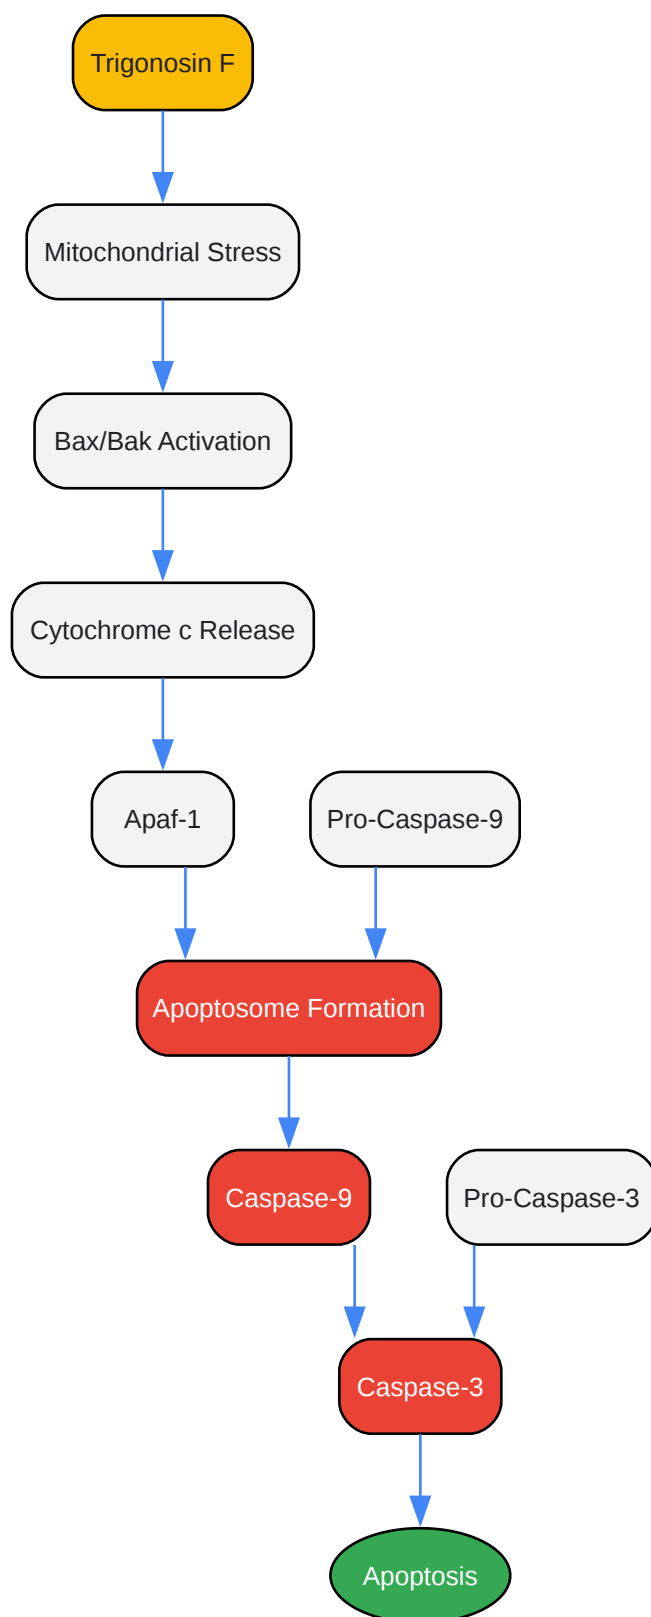 Trigonosin F
Mitochondrial Stress
Bax/Bak Activation
Cytochrome c Release
Apaf-1
Pro-Caspase-9
Apoptosome Formation
Caspase-9
Pro-Caspase-3
Caspase-3
Apoptosis